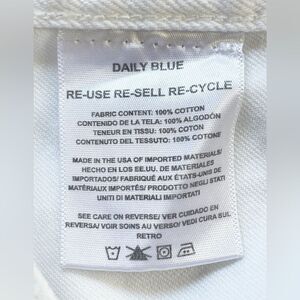 DAILY BLUE
RE-USE RE-SELL RE-CYCLE
FABRIC CONTENT: 100% COTTON
CONTENIDO DE LA TELA: 100% ALGODÓN
TENEUR EN TISSU: 100% COTON
CONTENUTO DEL TESSUTO: 100% COTONE
MADE IN THE USA OF IMPORTED MATERIALS/
HECHO EN LOS EE.UU. DE MATERIALES
IMPORTADOS/ FABRIQUÉ AUX ÉTATS-UNIS DE
MATÉRIAUX IMPORTÉS/ PRODOTTO NEGLI STATI
UNITI DI MATERIALI IMPORTATI
SEE CARE ON REVERSE/ VER CUIDADO EN
REVERSA/ VOIR SOINS AU VERSO/ VEDI CURA SUL
RETRO